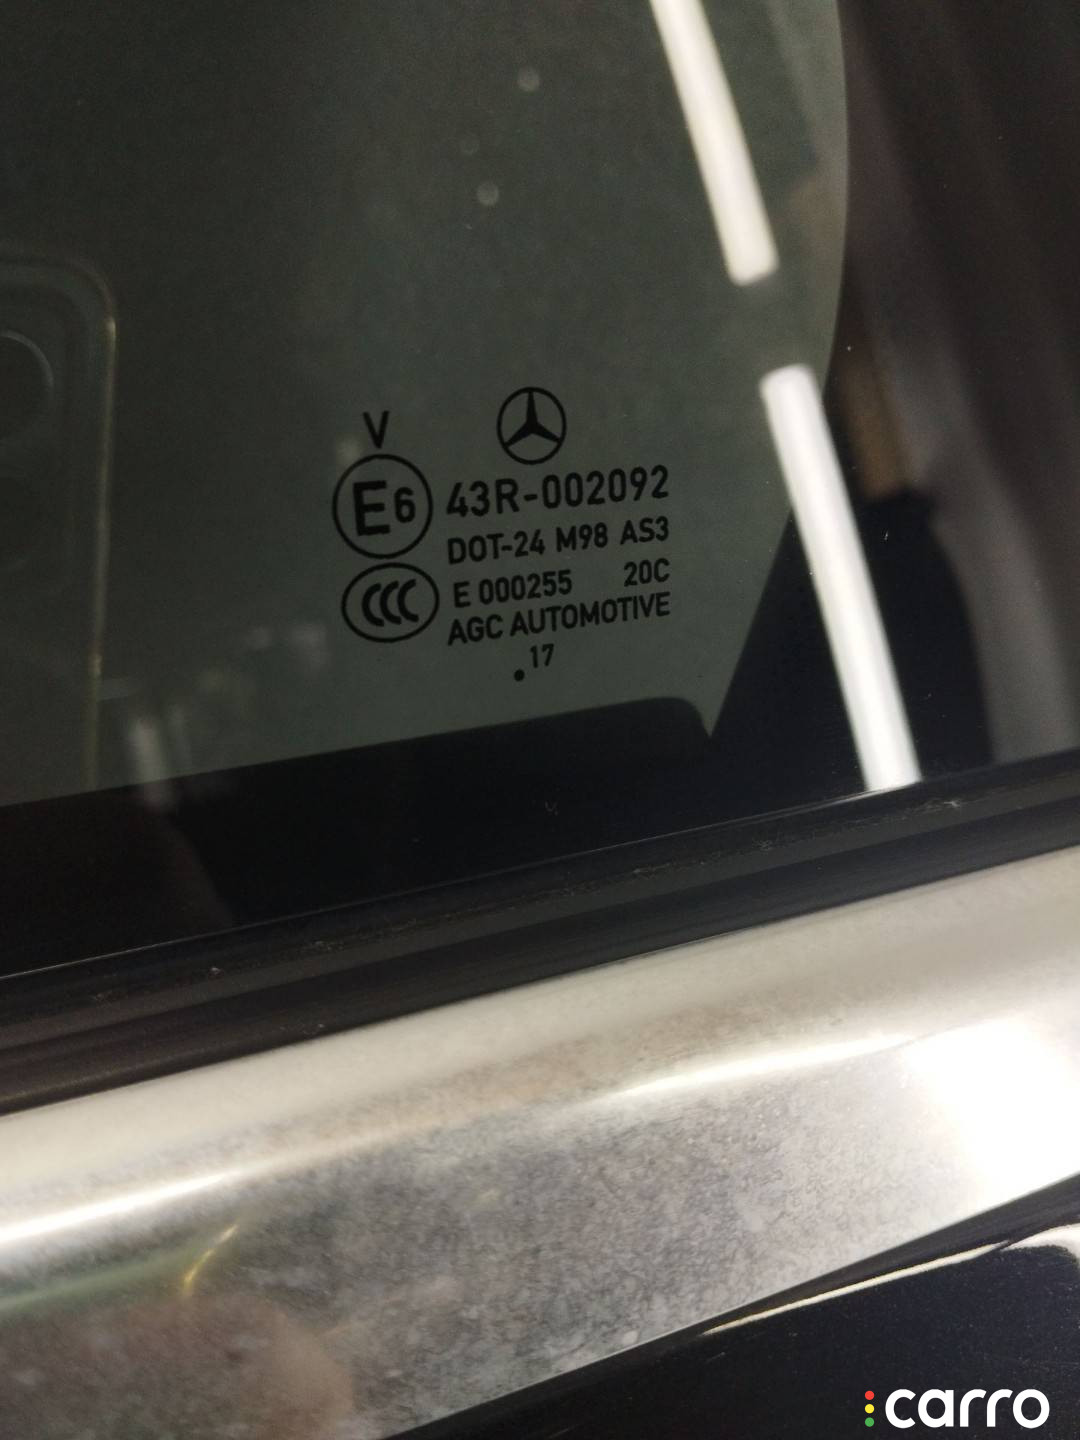 V
E6 43R-002092
DOT-24 M98 AS3
CCC E 000255 20C
AGC AUTOMOTIVE
.17
carro